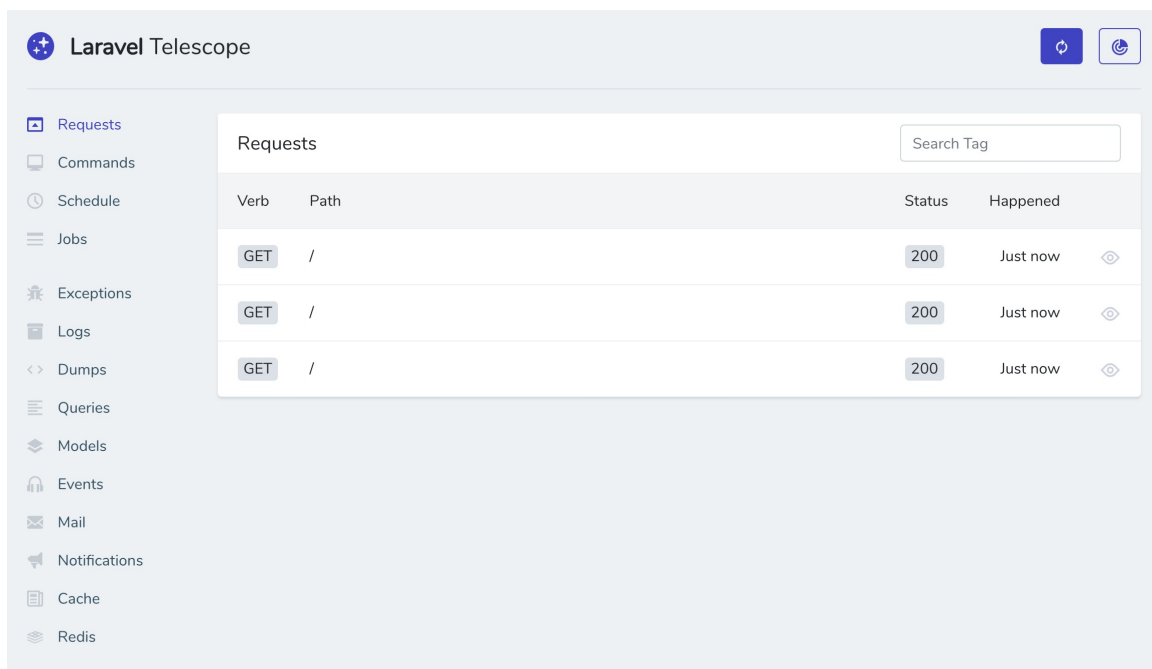 Laravel Telescope
Requests
Commands
Schedule
Jobs
Exceptions
Logs
Dumps
Queries
Models
Events
Mail
Notifications
Cache
Redis
Requests
Search Tag
Verb Path Status Happened
GET / 200 Just now
GET / 200 Just now
GET / 200 Just now